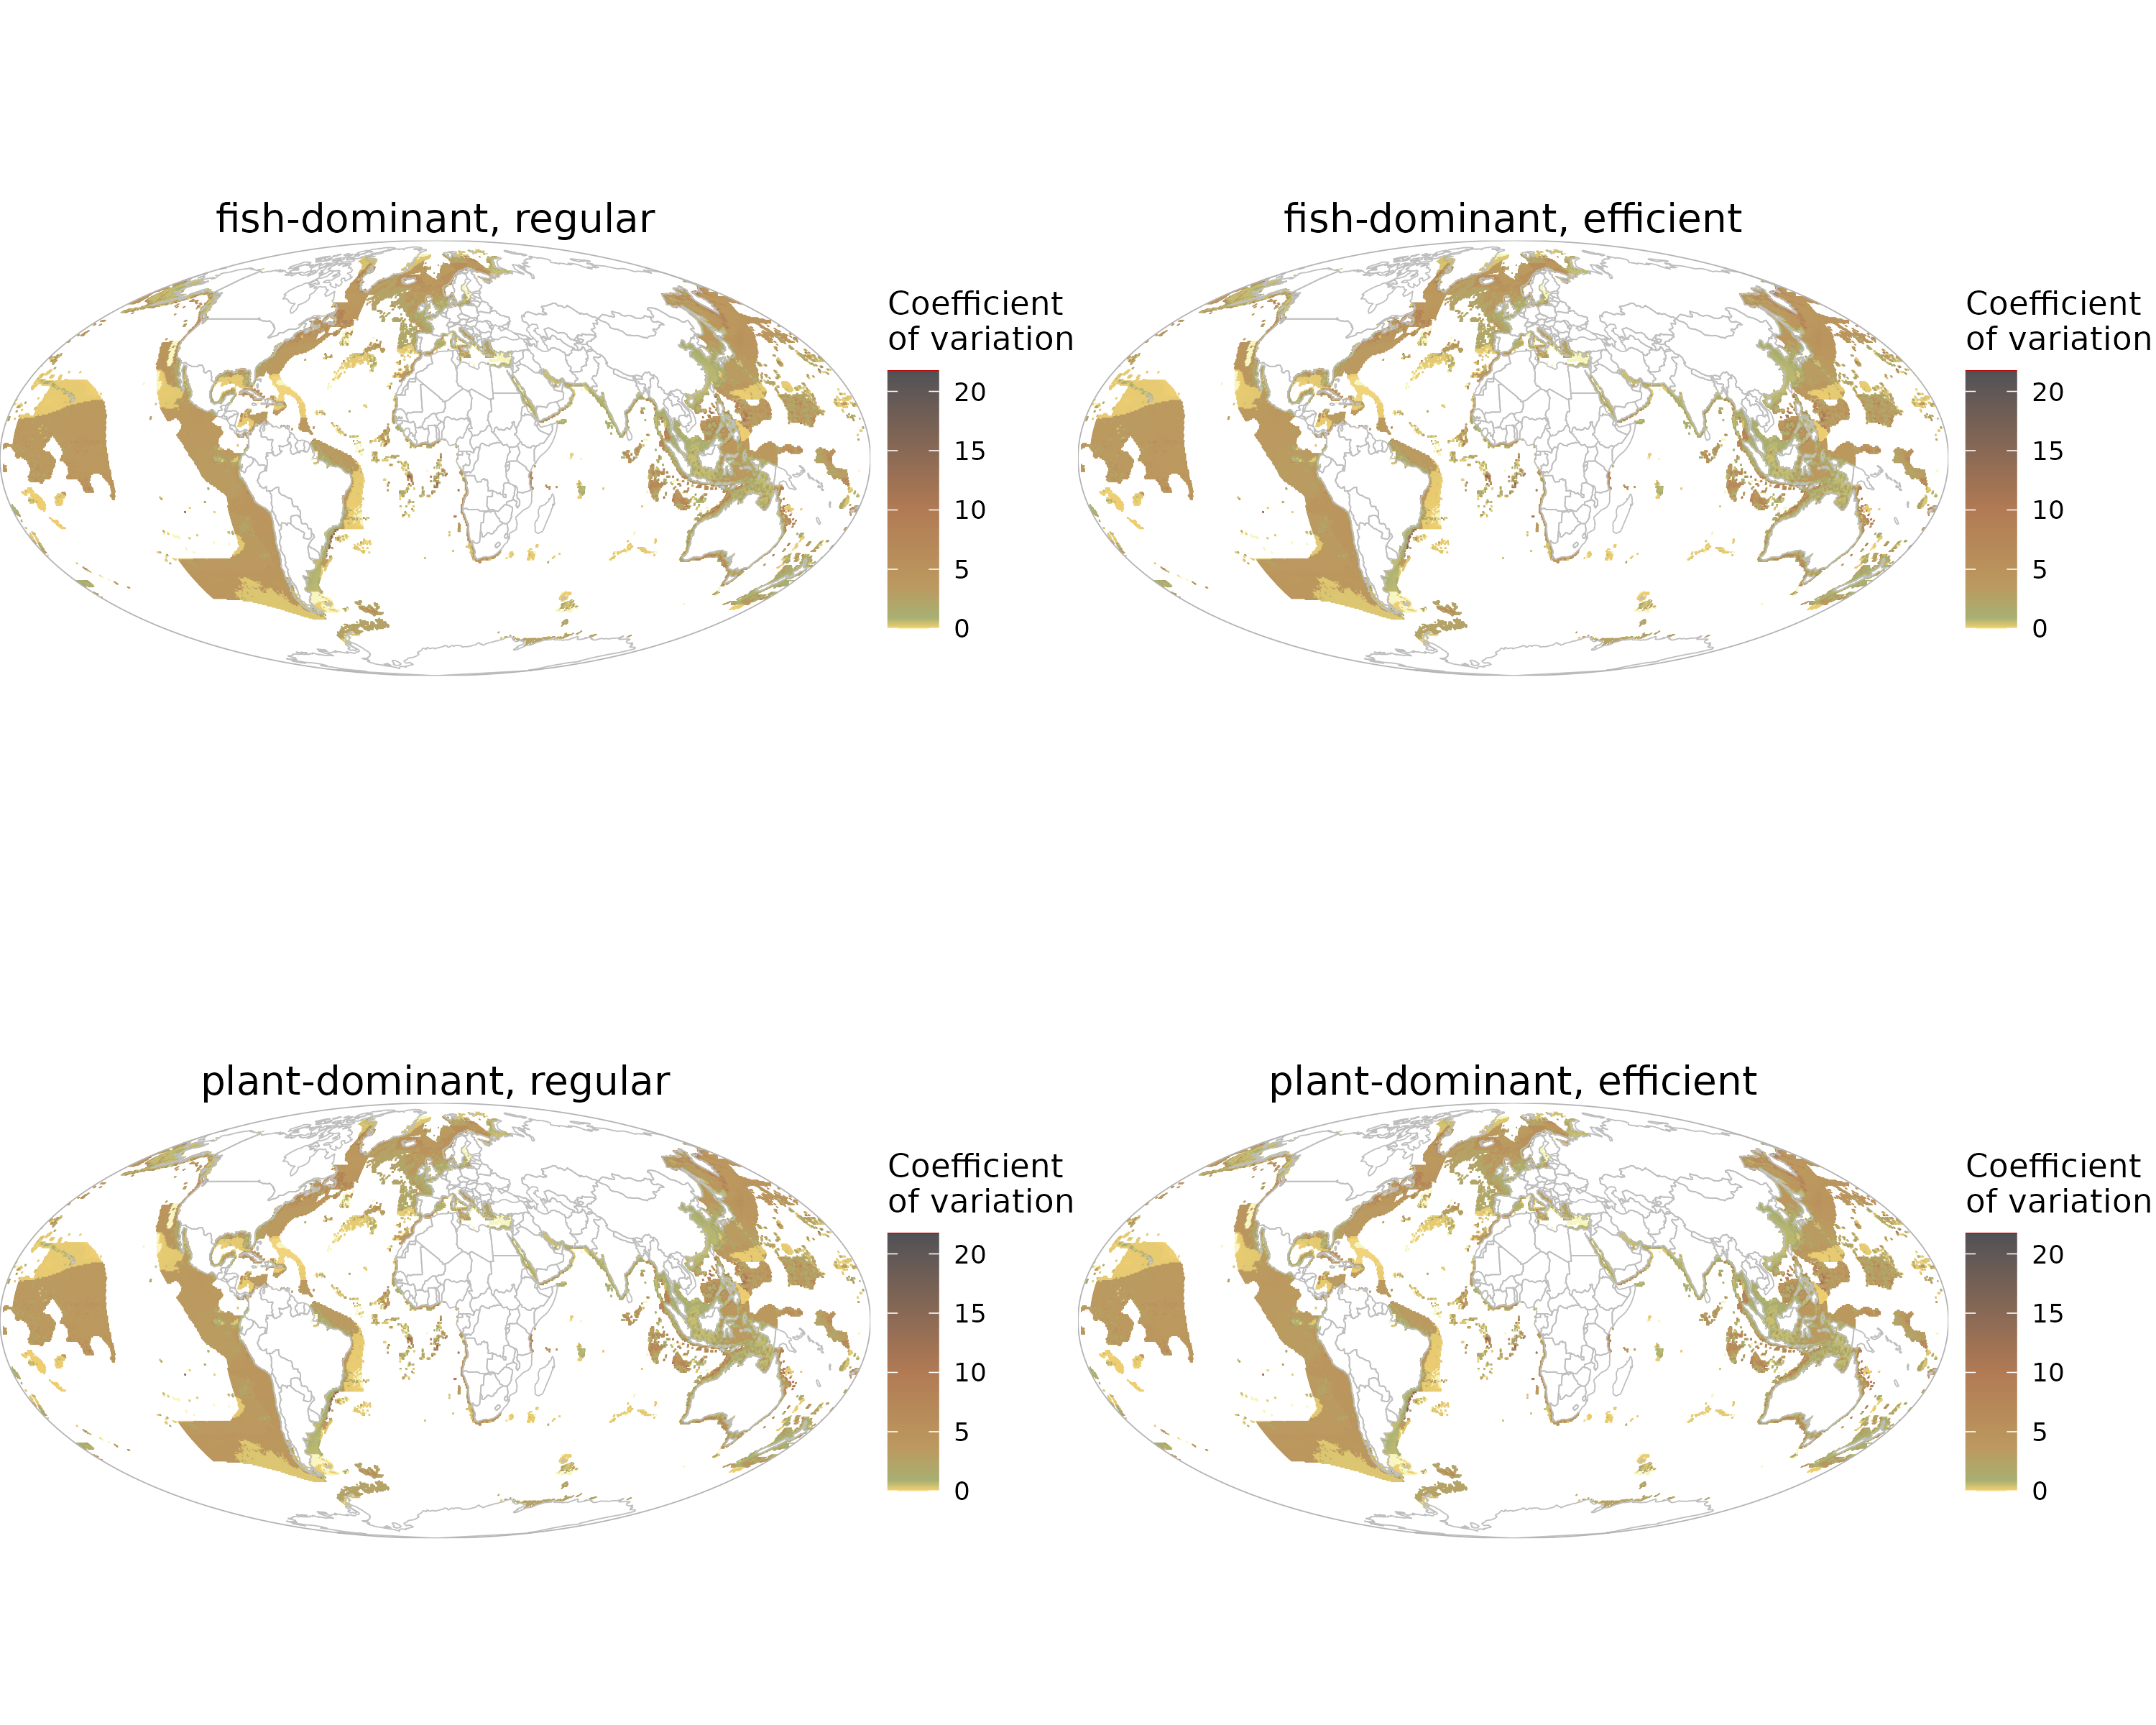 fish-dominant, regular
Coefficient
of variation
20
15
10
5
0
fish-dominant, efficient
Coefficient
of variation
20
15
10
5
0
plant-dominant, regular
Coefficient
of variation
20
15
10
5
0
plant-dominant, efficient
Coefficient
of variation
20
15
10
5
0